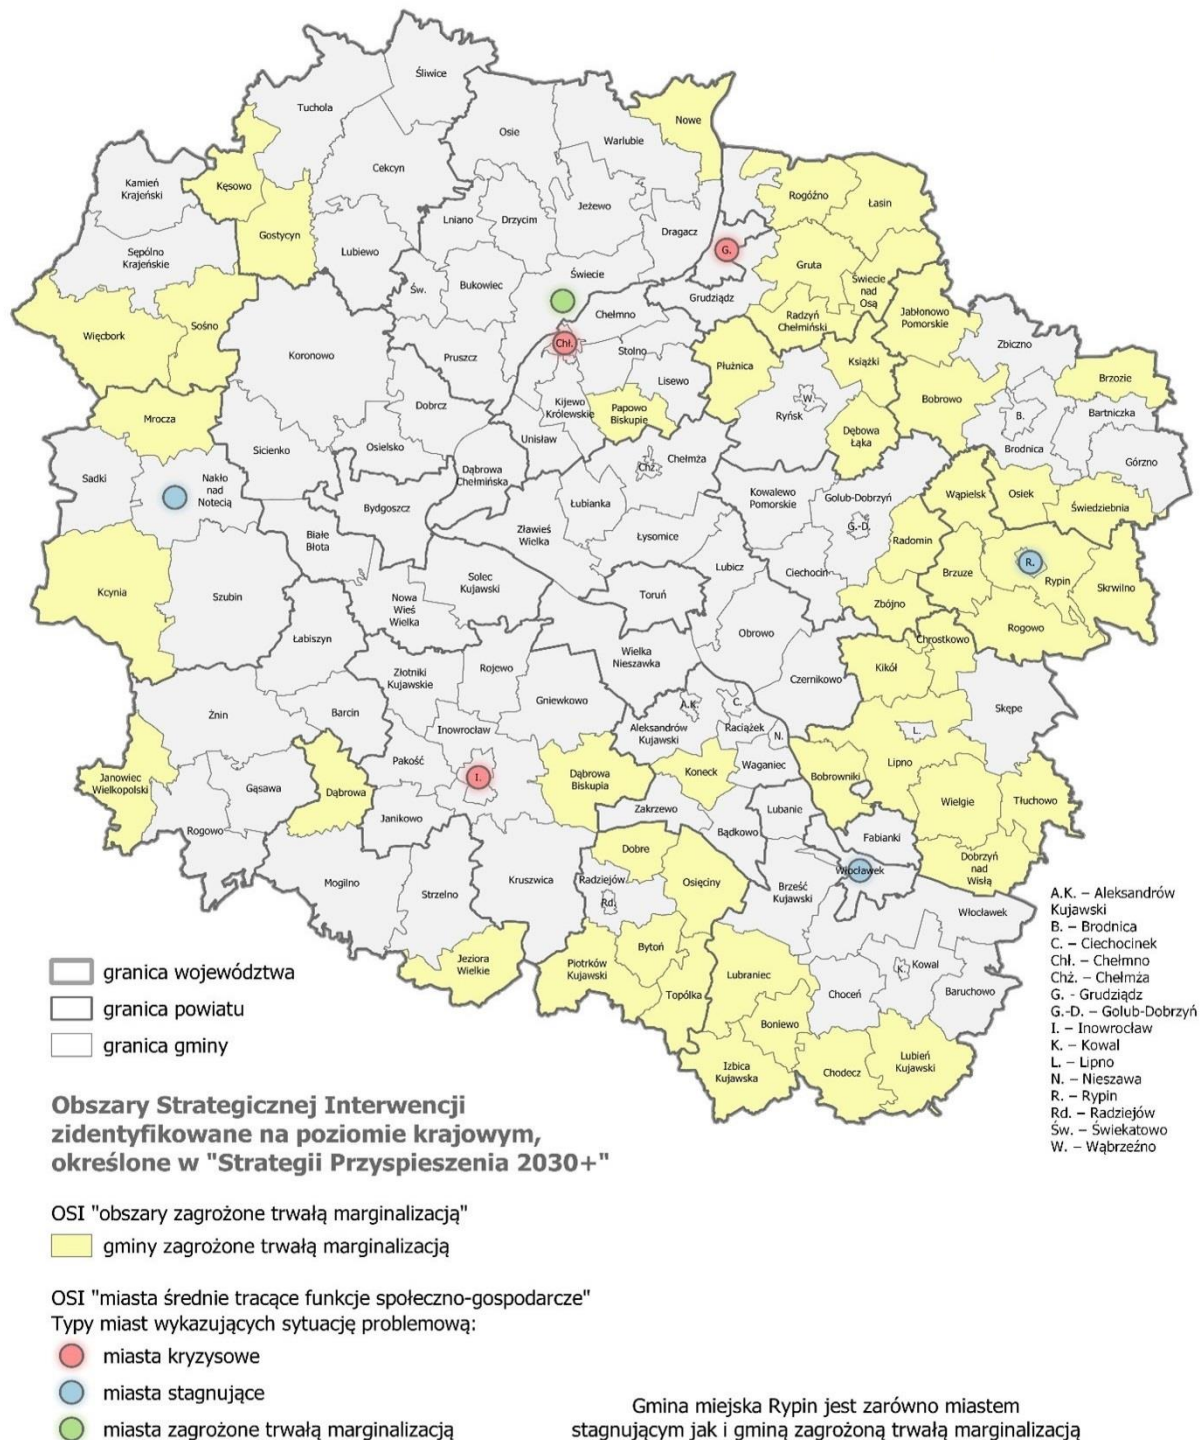 Śliwice
Tuchola
Nowe
Osie
Warlubie
Cekcyn
Kamień
Krajeński
Kęsowo
Rogóźno
Łasin
Jeżewo
Lniano
Drzycim
Dragacz
Gostycyn
Sępólno
Krajeńskie
Lubiewo
G.
Gruta
Świecie
nad
Osą
Świecie
Św.
Bukowiec
Grudziądz
Jabłonowo
Pomorskie
Więcbork
Sośno
Chełmno
Radzyń
Chełmiński
Koronowo
Chł.
Zbiczno
Pruszcz
Stolno
Płużnica
Książki
Lisewo
Brzozie
Dobrcz
Kijewo
Królewskie
Papowo
Biskupie
W.
Ryńsk
Bobrowo
B.
Bartniczka
Mrocza
Dębowa
Łąka
Sicienko
Osielsko
Unisław
Brodnica
Górzno
Sadki
Nakło
nad
Notecią
Dąbrowa
Chełmińska
Chż.
Chełmża
Kowalewo
Pomorskie
Golub-Dobrzyń
Wąpielsk
Osiek
Świedziebnia
Bydgoszcz
Łubianka
G.-D.
Zławieś
Wielka
Łysomice
Radomin
Białe
Błota
Lubicz
Ciechocin
Brzuze
R.
Rypin
Skrwilno
Kcynia
Szubin
Solec
Kujawski
Nowa
Wieś
Wielka
Toruń
Zbójno
Rogowo
Łabiszyn
Obrowo
Chrostkowo
Wielka
Nieszawka
Kikół
Złotniki
Kujawskie
Rojewo
Czernikowo
Gniewkowo
Żnin
Barcin
Skępe
A.K.
C.
Inowrocław
Aleksandrów
Kujawski
Raciążek
N.
L.
Pakość
Waganiec
Lipno
Janowiec
Wielkopolski
I.
Dąbrowa
Biskupia
Koneck
Bobrowniki
Gąsawa
Dąbrowa
Wielgie
Tłuchowo
Zakrzewo
Lubanie
Janikowo
Rogowo
Bądkowo
Fabianki
Dobre
Dobrzyń
nad
Wisłą
Włocławek
Mogilno
Kruszwica
Radziejów
Osięciny
Brześć
Kujawski
Strzelno
Rd.
Włocławek
Bytoń
Jeziora
Wielkie
Piotrków
Kujawski
Lubraniec
K.
Kowal
Topólka
Choceń
Baruchowo
Boniewo
Izbica
Kujawska
Chodecz
Lubień
Kujawski
A.K. – Aleksandrów
Kujawski
B. – Brodnica
C. – Ciechocinek
Chł. – Chełmno
Chż. – Chełmża
G. - Grudziądz
G.-D. – Golub-Dobrzyń
I. – Inowrocław
K. – Kowal
L. – Lipno
N. – Nieszawa
R. – Rypin
Rd. – Radziejów
Św. – Świekatowo
W. – Wąbrzeźno
granica województwa
granica powiatu
granica gminy
Obszary Strategicznej Interwencji
zidentyfikowane na poziomie krajowym,
określone w "Strategii Przyspieszenia 2030+"
OSI "obszary zagrożone trwałą marginalizacją"
gminy zagrożone trwałą marginalizacją
OSI "miasta średnie tracące funkcje społeczno-gospodarcze"
Typy miast wykazujących sytuację problemową:
miasta kryzysowe
miasta stagnujące
miasta zagrożone trwałą marginalizacją
Gmina miejska Rypin jest zarówno miastem
stagnującym jak i gminą zagrożoną trwałą marginalizacją